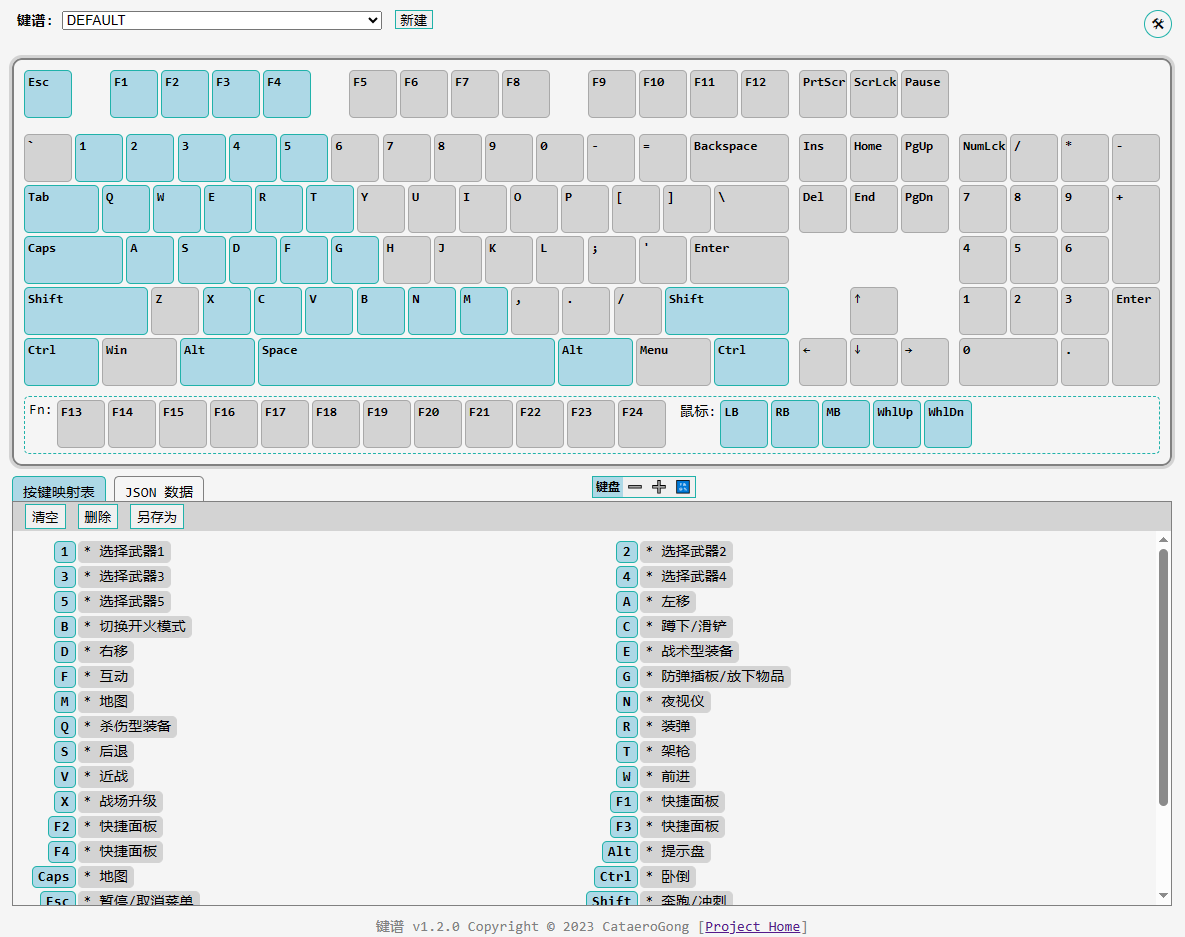 键谱: DEFAULT 新建
Esc F1 F2 F3 F4 F5 F6 F7 F8 F9 F10 F11 F12 PrtScr ScrLck Pause
` 1 2 3 4 5 6 7 8 9 0 - = Backspace Ins Home PgUp NumLck / * -
Tab Q W E R T Y U I O P [ ] \ Del End PgDn 7 8 9 +
Caps A S D F G H J K L ; ' Enter 4 5 6
Shift Z X C V B N M , . / Shift ↑ 1 2 3 Enter
Ctrl Win Alt Space Alt Menu Ctrl ← ↓ → 0 .
Fn: F13 F14 F15 F16 F17 F18 F19 F20 F21 F22 F23 F24 鼠标: LB RB MB WhlUp WhlDn
按键映射表 JSON 数据 键盘
清空 删除 另存为
1 * 选择武器1 2 * 选择武器2
3 * 选择武器3 4 * 选择武器4
5 * 选择武器5 A * 左移
B * 切换开火模式 C * 蹲下/滑铲
D * 右移 E * 战术型装备
F * 互动 G * 防弹插板/放下物品
M * 地图 N * 夜视仪
Q * 杀伤型装备 R * 装弹
S * 后退 T * 架枪
V * 近战 W * 前进
X * 战场升级 F1 * 快捷面板
F2 * 快捷面板 F3 * 快捷面板
F4 * 快捷面板 Alt * 提示盘
Caps * 地图 Ctrl * 卧倒
Esc * 暂停/取消菜单 Shift * 奔跑/冲刺
键谱 v1.2.0 Copyright © 2023 CataeroGong [Project Home]